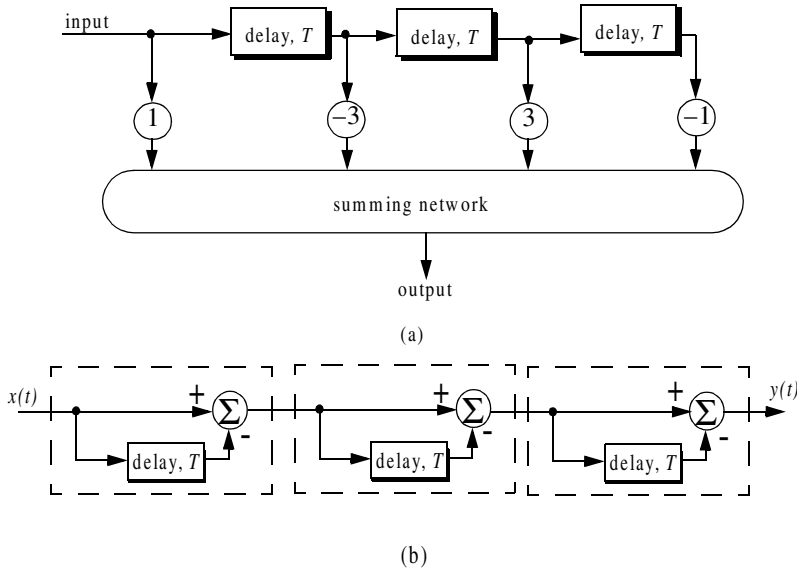 input
delay, T
delay, T
delay, T
1
−3
3
−1
summing network
output
(a)
x(t)
+
Σ
-
delay, T
+
Σ
-
delay, T
+
Σ
-
delay, T
y(t)
(b)